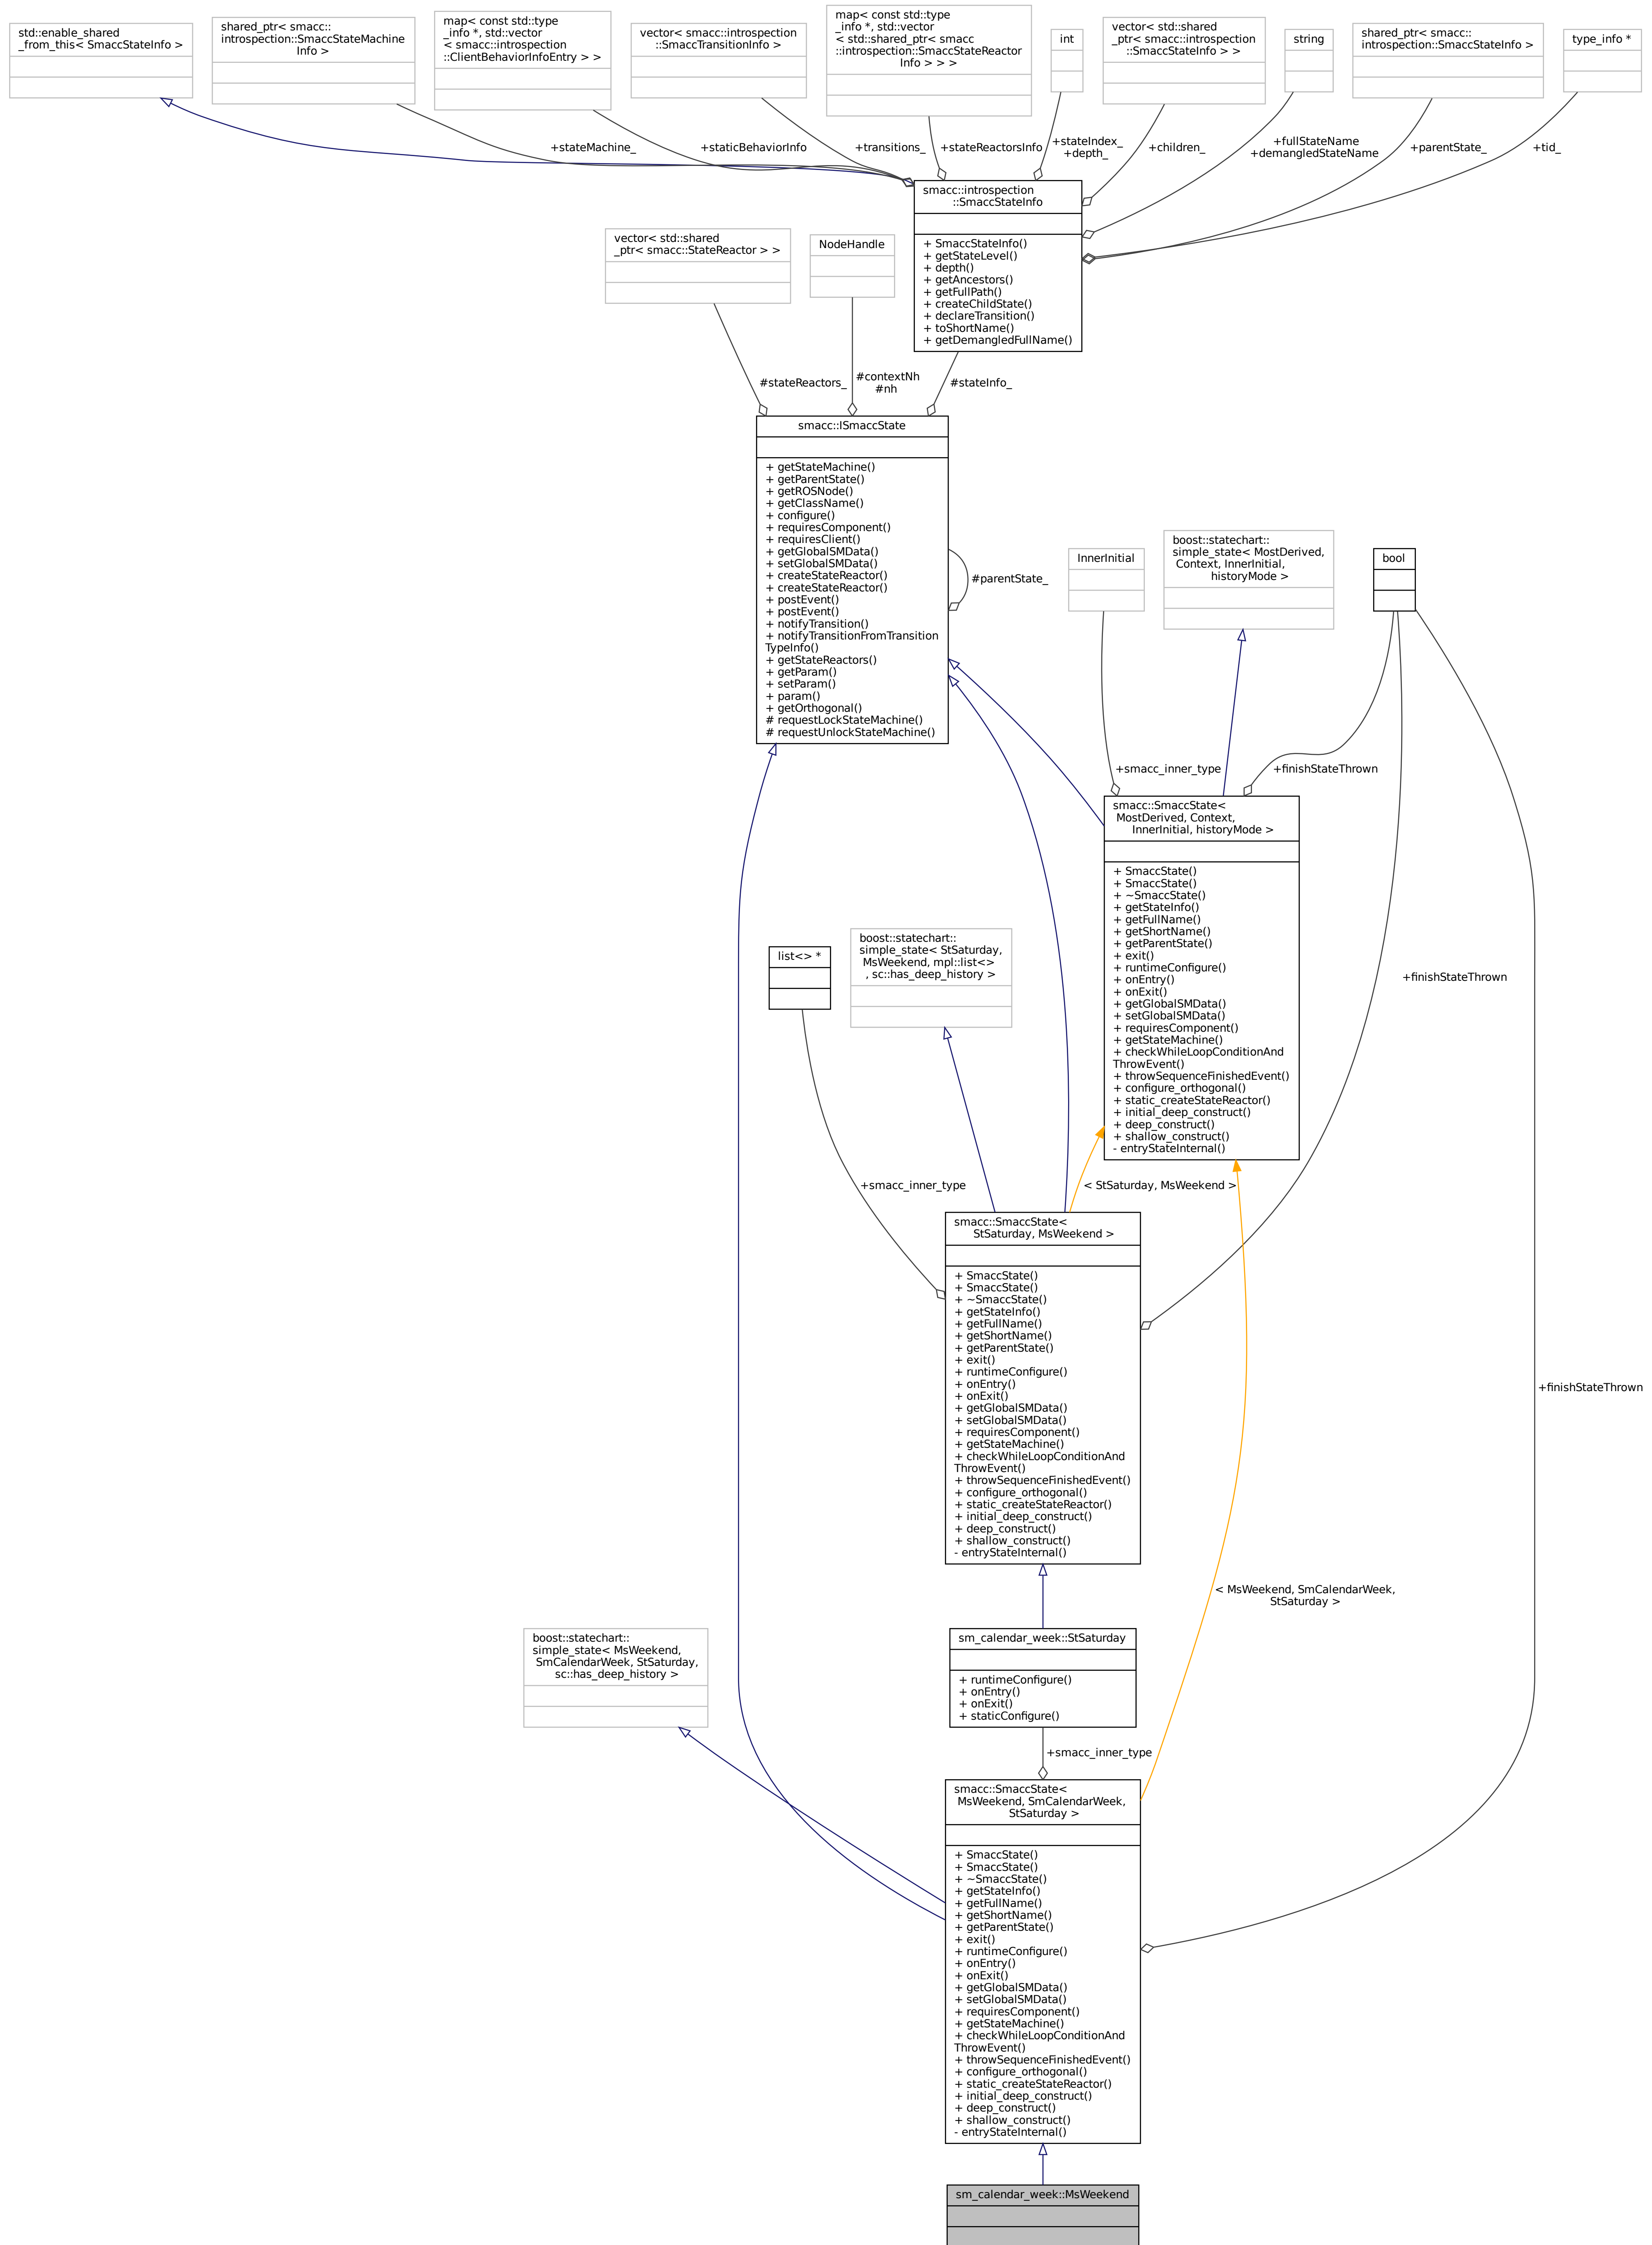 std::enable_shared
_from_this< SmaccStateInfo >
shared_ptr< smacc::
introspection::SmaccStateMachine
Info >
map< const std::type
_info *, std::vector
< smacc::introspection
::ClientBehaviorInfoEntry > >
vector< smacc::introspection
::SmaccTransitionInfo >
map< const std::type
_info *, std::vector
< std::shared_ptr< smacc
::introspection::SmaccStateReactor
Info > > >
int
vector< std::shared
_ptr< smacc::introspection
::SmaccStateInfo > >
string
shared_ptr< smacc::
introspection::SmaccStateInfo >
type_info *
+stateMachine_
+staticBehaviorInfo
+transitions_
+stateReactorsInfo
+stateIndex_
+depth_
+children_
+fullStateName
+demangledStateName
+parentState_
+tid_
smacc::introspection
::SmaccStateInfo
+ SmaccStateInfo()
+ getStateLevel()
+ depth()
+ getAncestors()
+ getFullPath()
+ createChildState()
+ declareTransition()
+ toShortName()
+ getDemangledFullName()
vector< std::shared
_ptr< smacc::StateReactor > >
NodeHandle
#stateReactors_
#contextNh
#nh
#stateInfo_
smacc::ISmaccState
+ getStateMachine()
+ getParentState()
+ getROSNode()
+ getClassName()
+ configure()
+ requiresComponent()
+ requiresClient()
+ getGlobalSMData()
+ setGlobalSMData()
+ createStateReactor()
+ createStateReactor()
+ postEvent()
+ postEvent()
+ notifyTransition()
+ notifyTransitionFromTransition
TypeInfo()
+ getStateReactors()
+ getParam()
+ setParam()
+ param()
+ getOrthogonal()
# requestLockStateMachine()
# requestUnlockStateMachine()
#parentState_
InnerInitial
boost::statechart::
simple_state< MostDerived,
Context, InnerInitial,
historyMode >
bool
+smacc_inner_type
+finishStateThrown
smacc::SmaccState<
MostDerived, Context,
InnerInitial, historyMode >
+ SmaccState()
+ SmaccState()
+ ~SmaccState()
+ getStateInfo()
+ getFullName()
+ getShortName()
+ getParentState()
+ exit()
+ runtimeConfigure()
+ onEntry()
+ onExit()
+ getGlobalSMData()
+ setGlobalSMData()
+ requiresComponent()
+ getStateMachine()
+ checkWhileLoopConditionAnd
ThrowEvent()
+ throwSequenceFinishedEvent()
+ configure_orthogonal()
+ static_createStateReactor()
+ initial_deep_construct()
+ deep_construct()
+ shallow_construct()
- entryStateInternal()
list<> *
boost::statechart::
simple_state< StSaturday,
MsWeekend, mpl::list<>
, sc::has_deep_history >
+finishStateThrown
+smacc_inner_type
< StSaturday, MsWeekend >
smacc::SmaccState<
StSaturday, MsWeekend >
+ SmaccState()
+ SmaccState()
+ ~SmaccState()
+ getStateInfo()
+ getFullName()
+ getShortName()
+ getParentState()
+ exit()
+ runtimeConfigure()
+ onEntry()
+ onExit()
+ getGlobalSMData()
+ setGlobalSMData()
+ requiresComponent()
+ getStateMachine()
+ checkWhileLoopConditionAnd
ThrowEvent()
+ throwSequenceFinishedEvent()
+ configure_orthogonal()
+ static_createStateReactor()
+ initial_deep_construct()
+ deep_construct()
+ shallow_construct()
- entryStateInternal()
+finishStateThrown
< MsWeekend, SmCalendarWeek,
StSaturday >
boost::statechart::
simple_state< MsWeekend,
SmCalendarWeek, StSaturday,
sc::has_deep_history >
sm_calendar_week::StSaturday
+ runtimeConfigure()
+ onEntry()
+ onExit()
+ staticConfigure()
+smacc_inner_type
smacc::SmaccState<
MsWeekend, SmCalendarWeek,
StSaturday >
+ SmaccState()
+ SmaccState()
+ ~SmaccState()
+ getStateInfo()
+ getFullName()
+ getShortName()
+ getParentState()
+ exit()
+ runtimeConfigure()
+ onEntry()
+ onExit()
+ getGlobalSMData()
+ setGlobalSMData()
+ requiresComponent()
+ getStateMachine()
+ checkWhileLoopConditionAnd
ThrowEvent()
+ throwSequenceFinishedEvent()
+ configure_orthogonal()
+ static_createStateReactor()
+ initial_deep_construct()
+ deep_construct()
+ shallow_construct()
- entryStateInternal()
sm_calendar_week::MsWeekend